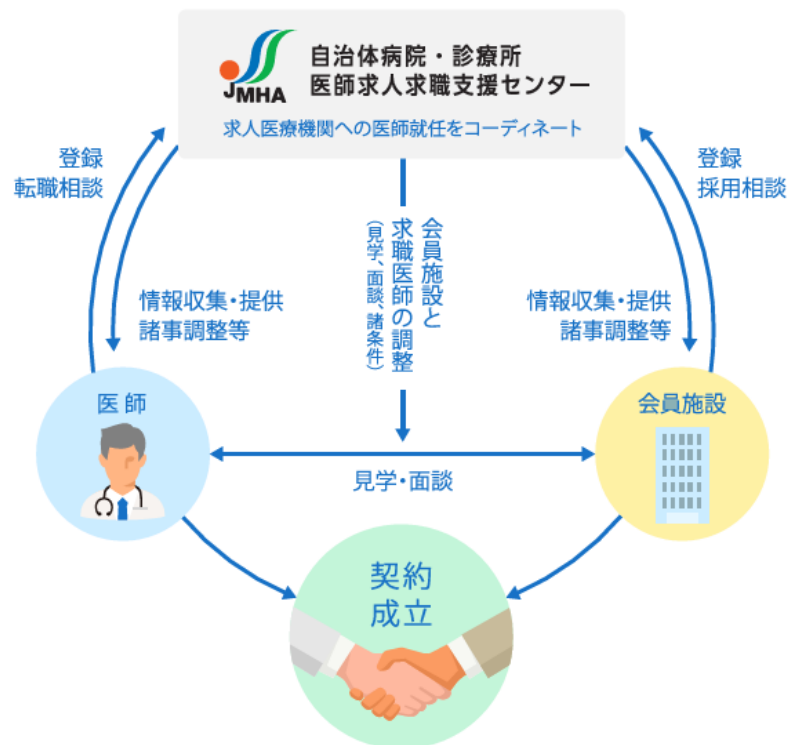 JMHA
自治体病院・診療所
医師求人求職支援センター
求人医療機関への医師就任をコーディネート
登録
転職相談
情報収集・提供
諸事調整等
会員施設と
求職医師の調整
（見学、面談、諸条件）
登録
採用相談
情報収集・提供
諸事調整等
医師
会員施設
見学・面談
契約
成立